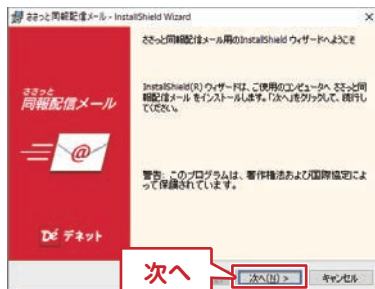 ささっと同報配信メール - InstallShield Wizard
ささっと同報配信メール用のInstallShield ウィザードへようこそ
InstallShield(R) ウィザードは、ご使用のコンピュータへ ささっと同
報配信メール をインストールします。「次へ」をクリックして、続行し
てください。
ささっと
同報配信メール
@
警告: このプログラムは、著作権法および国際協定によ
って保護されています。
Dé デネット
次へ
次へ(N) >
キャンセル